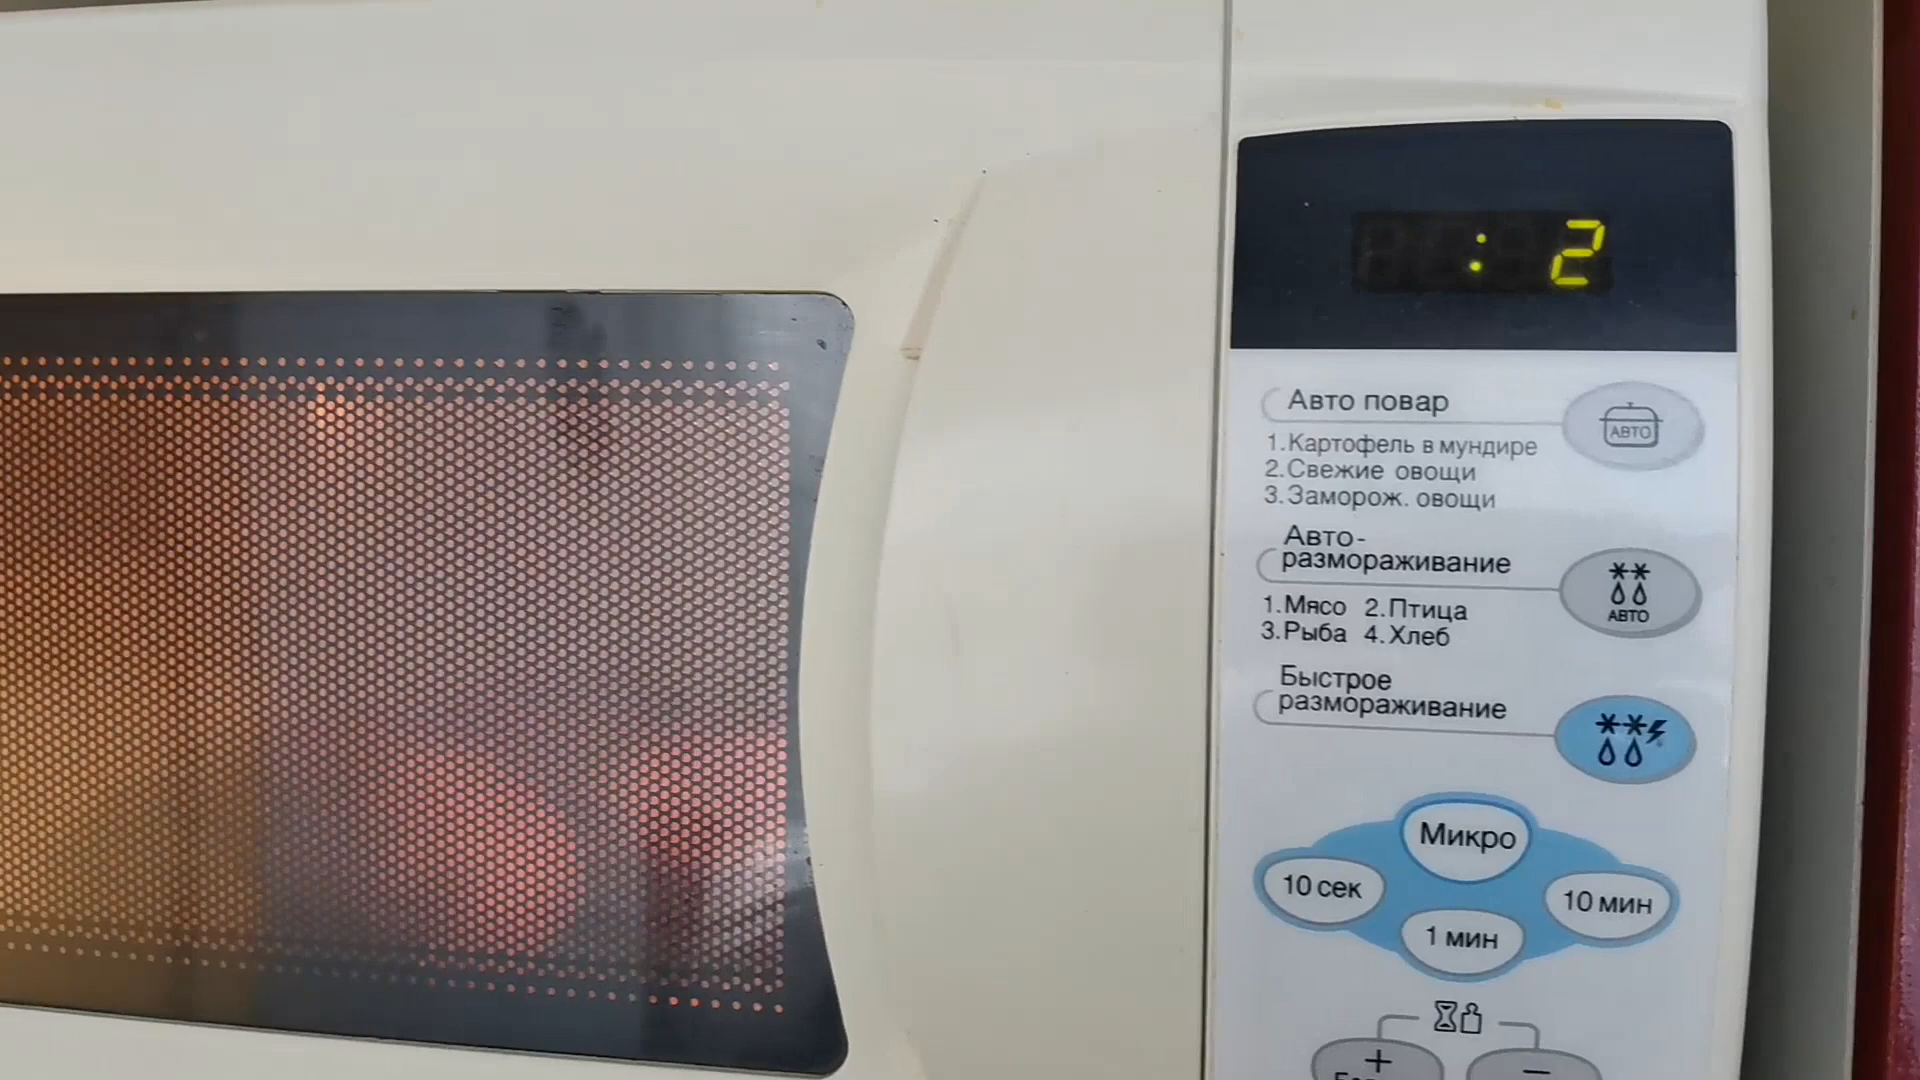 : 2
Авто повар
АВТО
1.Картофель в мундире
2.Свежие овощи
3.Заморож. овощи
Авто-
размораживание
АВТО
1.Мясо 2.Птица
3.Рыба 4.Хлеб
Быстрое
размораживание
Микро
10 сек
10 мин
1 мин
+
−